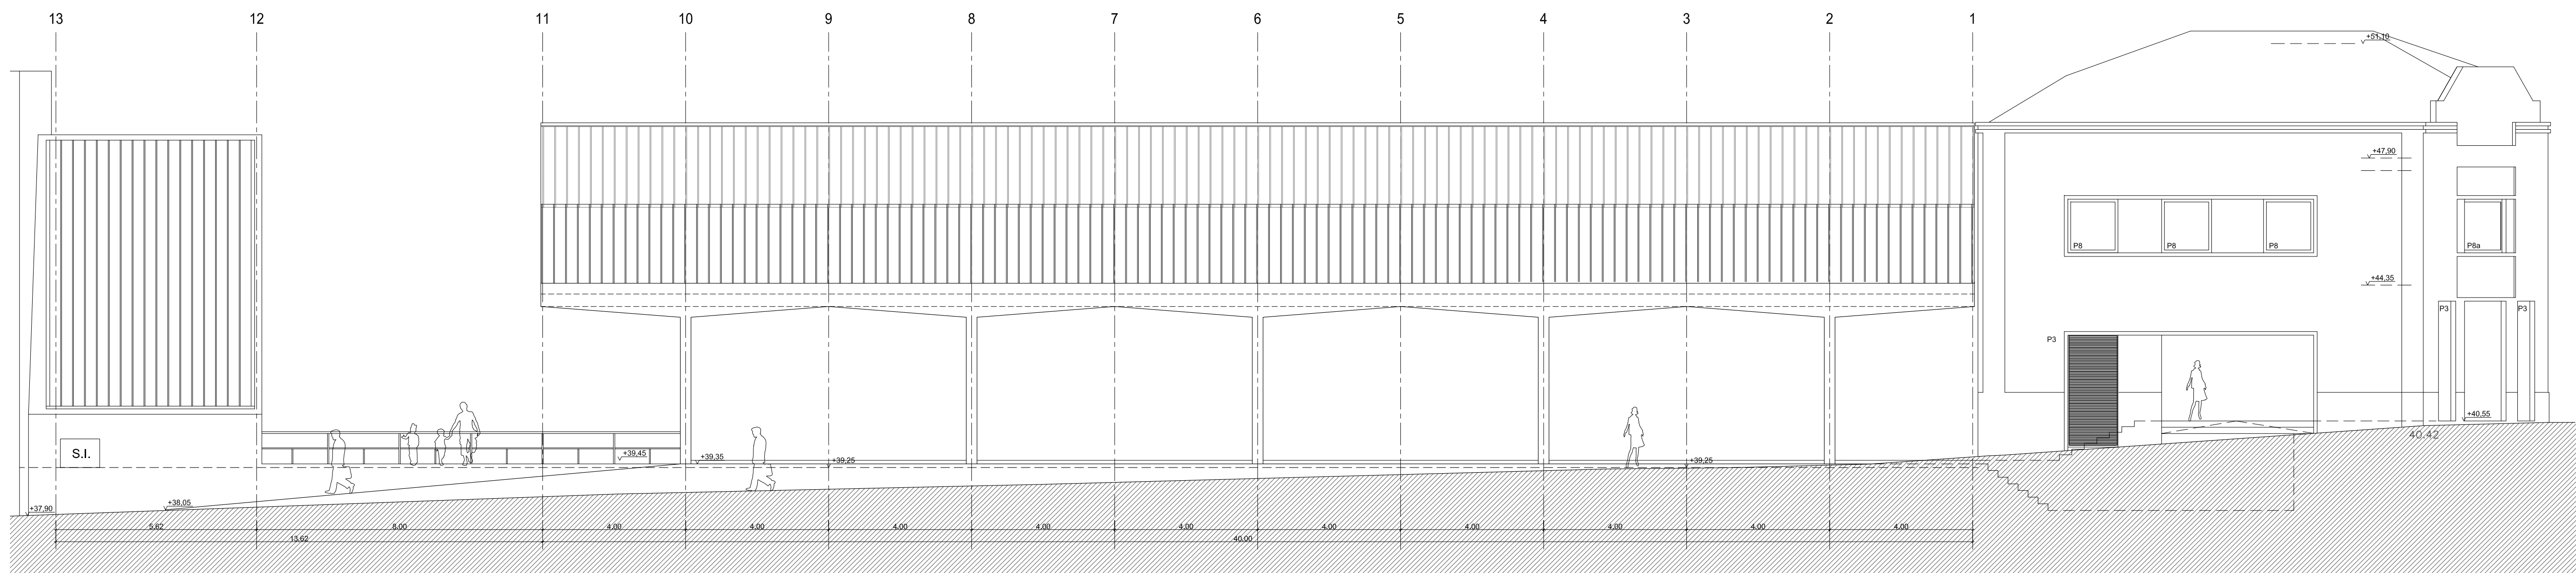 13 12 11 10 9 8 7 6 5 4 3 2 1
+51,10
+47,90
P8 P8 P8 P8a
+44,35
P3 P3
P3
+40,55
40.42
S.I.
+39,45 +39,35 +39,25 +39,25
+38,05
+37,90
5,62 8,00 4,00 4,00 4,00 4,00 4,00 4,00 4,00 4,00 4,00 4,00
13,62 40,00